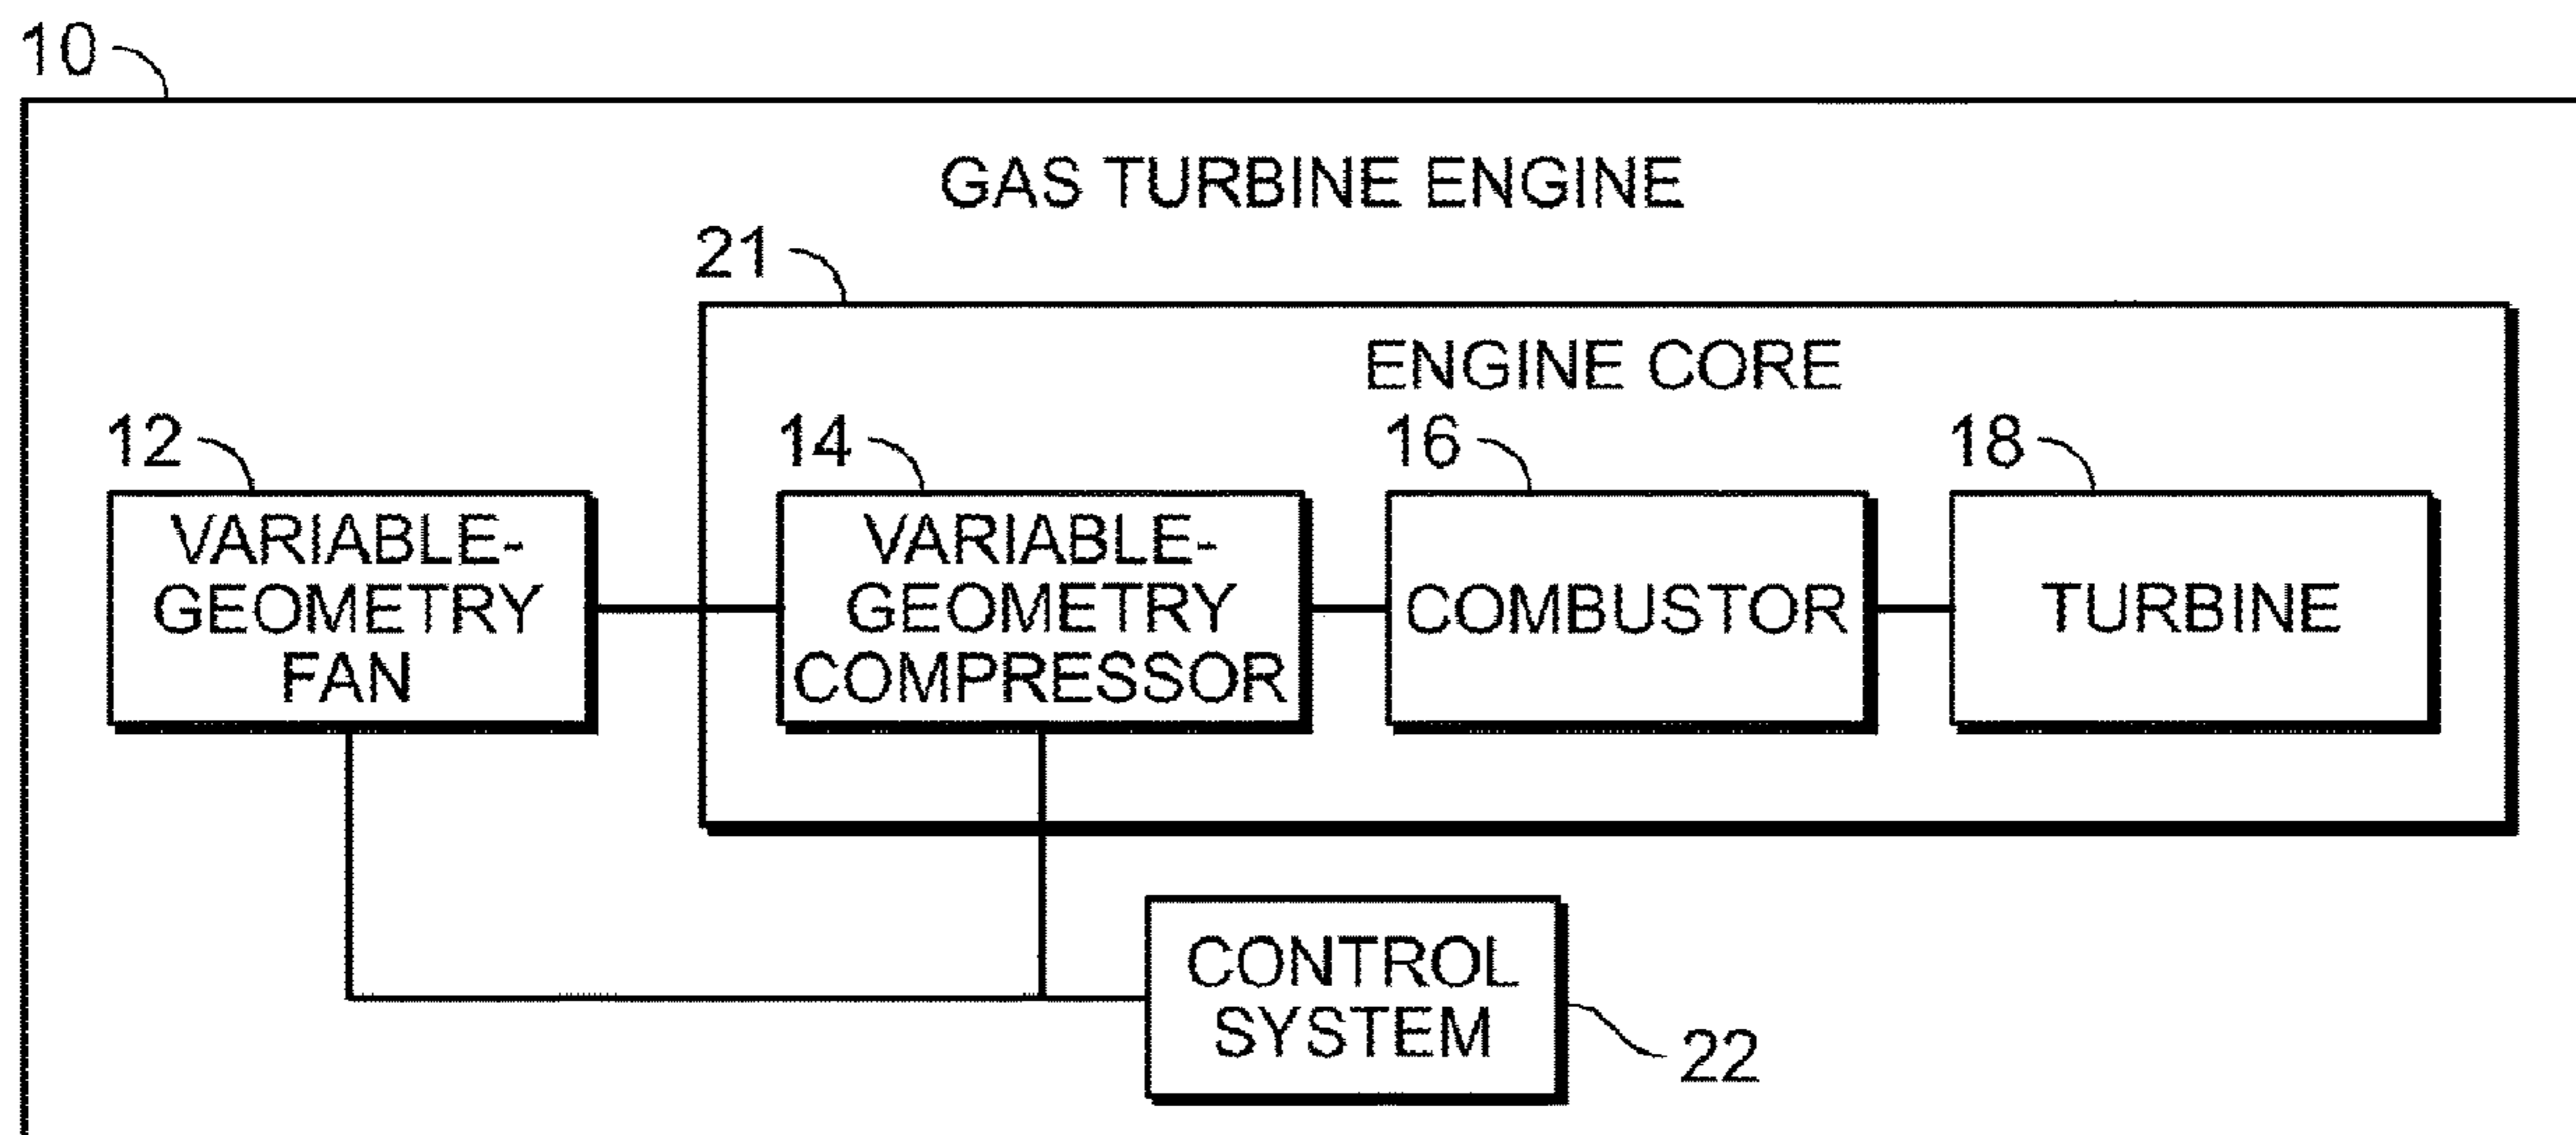 10
GAS TURBINE ENGINE
21
ENGINE CORE
12
14
16
18
VARIABLE-
GEOMETRY
FAN
VARIABLE-
GEOMETRY
COMPRESSOR
COMBUSTOR
TURBINE
CONTROL
SYSTEM
22